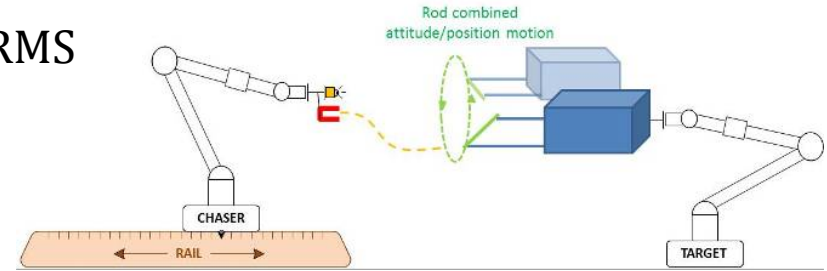 RMS
Rod combined
attitude/position motion
CHASER
RAIL
TARGET